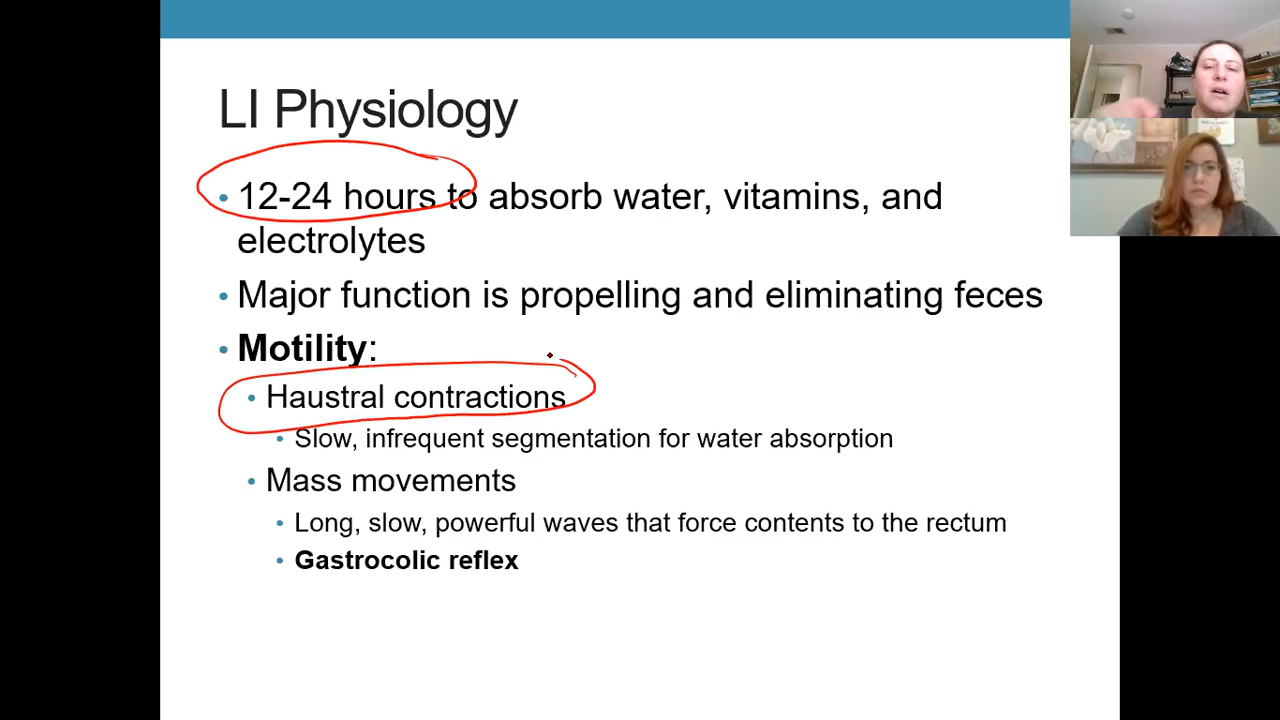 LI Physiology
• 12-24 hours to absorb water, vitamins, and
electrolytes
• Major function is propelling and eliminating feces
• Motility:
• Haustral contractions
• Slow, infrequent segmentation for water absorption
• Mass movements
• Long, slow, powerful waves that force contents to the rectum
• Gastrocolic reflex